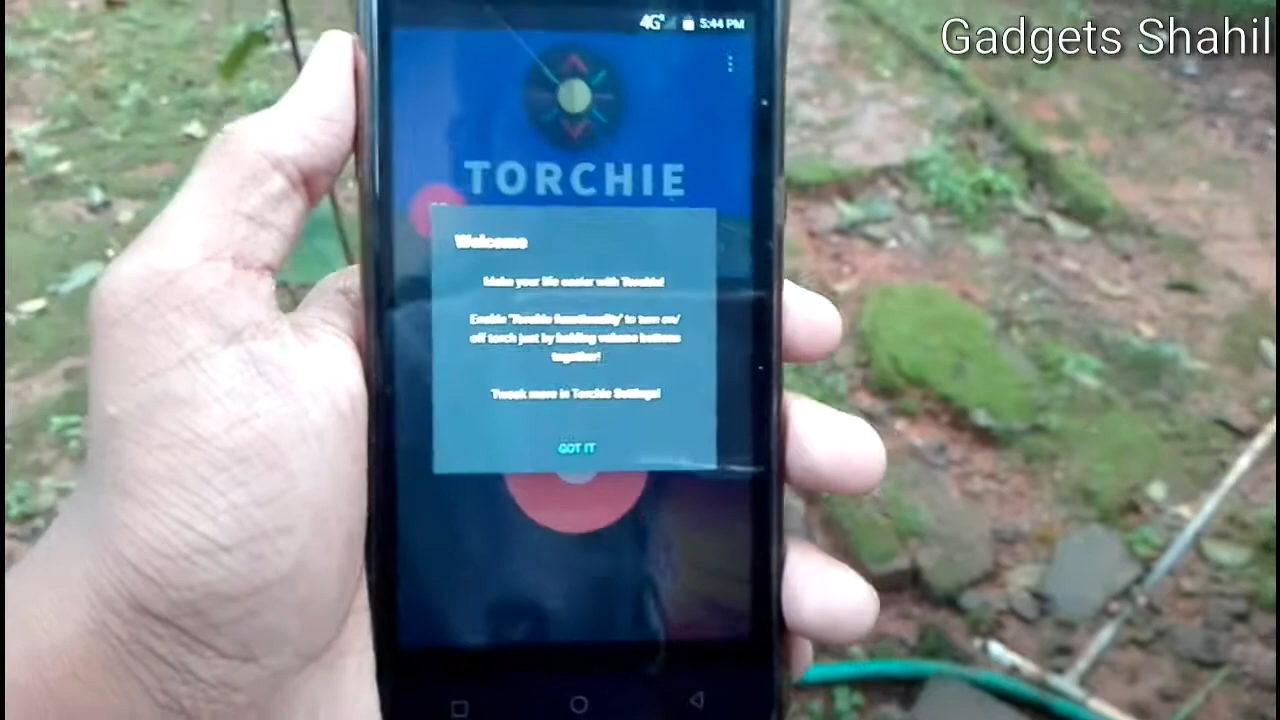 Gadgets Shahil
4G
5:44 PM
TORCHIE
Welcome
Make your life easier with Torchie!
Enable 'Torchie functionality' to turn on/
off torch just by holding volume buttons
together!
Tweak more in Torchie Settings!
GOT IT